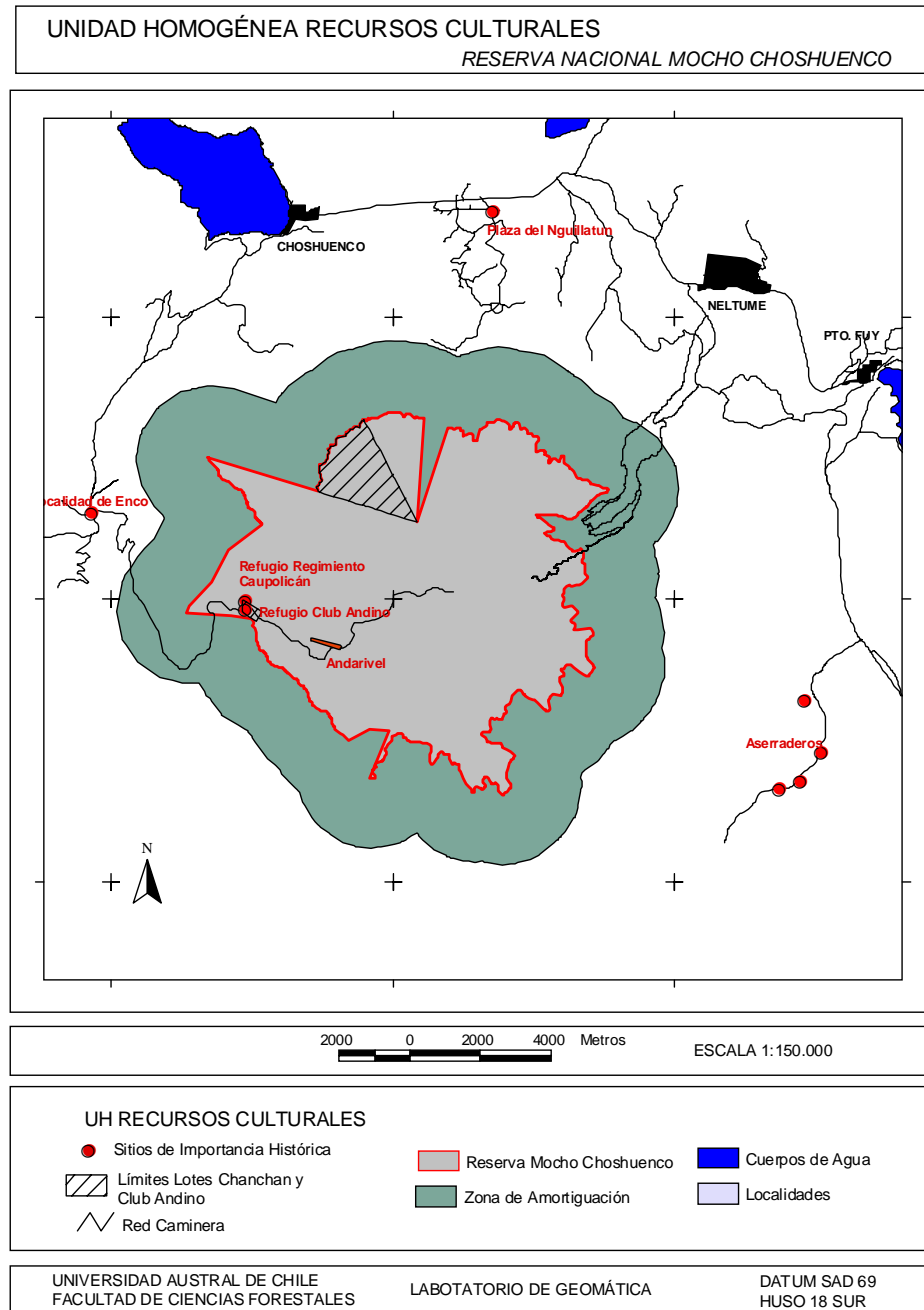 UNIDAD HOMOGÉNEA RECURSOS CULTURALES
RESERVA NACIONAL MOCHO CHOSHUENCO
CHOSHUENCO
Plaza del Nguillatun
NELTUME
PTO. FUY
ocalidad de Enco
Refugio Regimiento
Caupolicán
Refugio Club Andino
Andarivel
Aserraderos
N
2000 0 2000 4000 Metros
ESCALA 1:150.000
UH RECURSOS CULTURALES
Sitios de Importancia Histórica
Límites Lotes Chanchan y
Club Andino
Red Caminera
Reserva Mocho Choshuenco
Zona de Amortiguación
Cuerpos de Agua
Localidades
UNIVERSIDAD AUSTRAL DE CHILE
FACULTAD DE CIENCIAS FORESTALES
LABOTATORIO DE GEOMÁTICA
DATUM SAD 69
HUSO 18 SUR